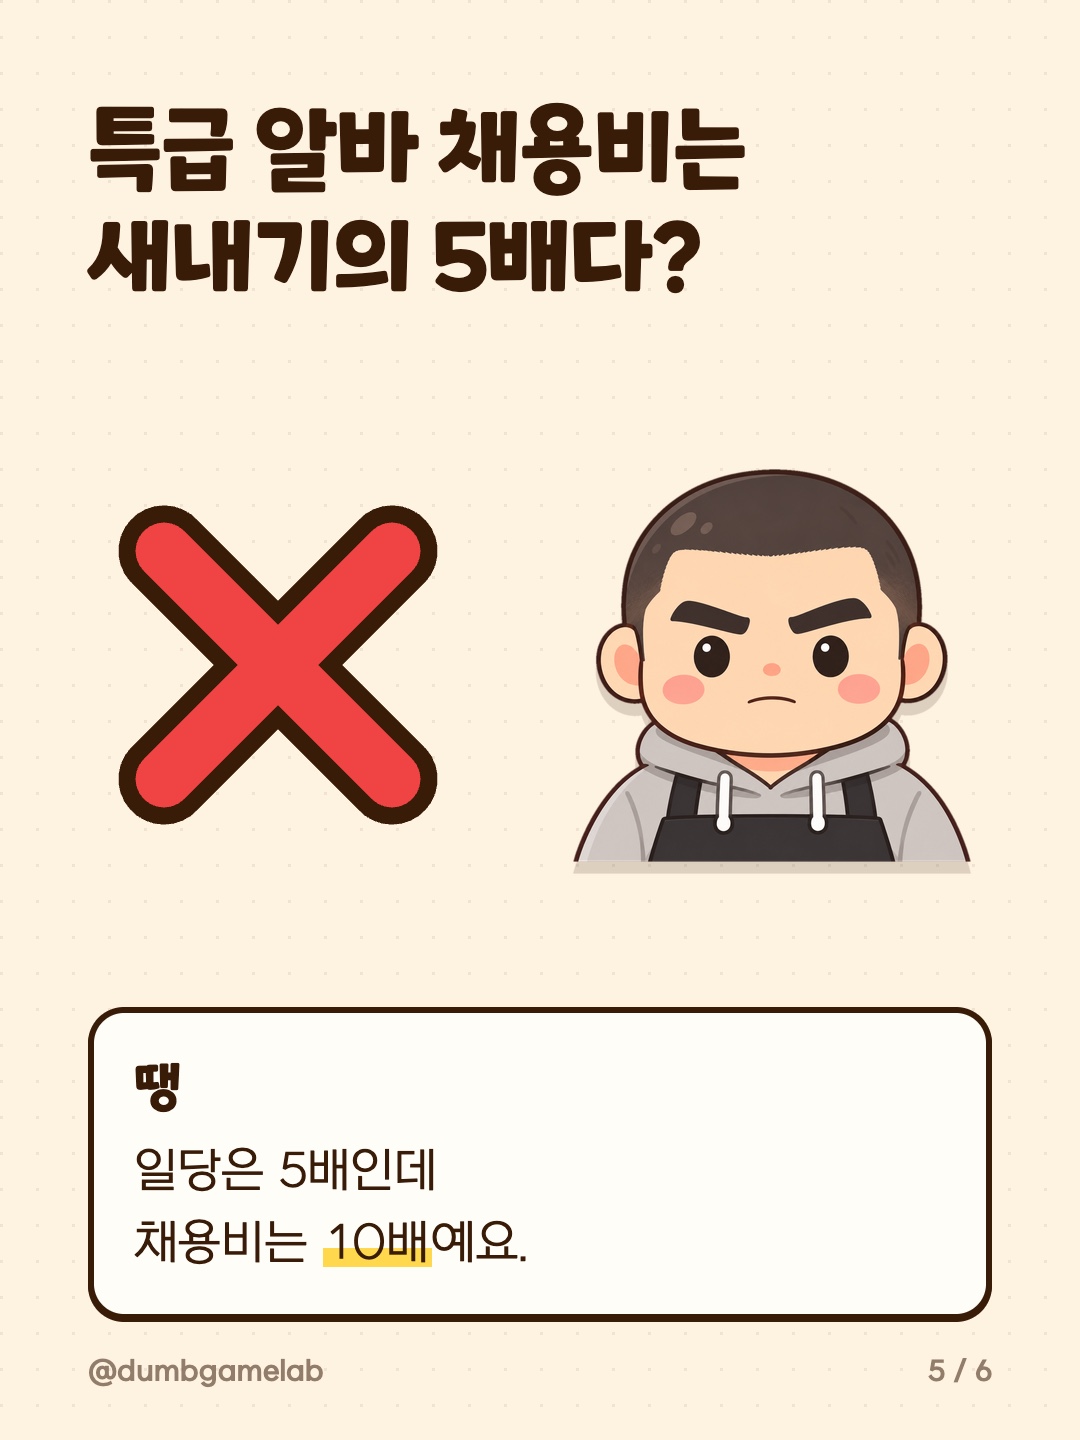 특급 알바 채용비는
새내기의 5배다?
땡
일당은 5배인데
채용비는 10배예요.
@dumbgamelab
5 / 6